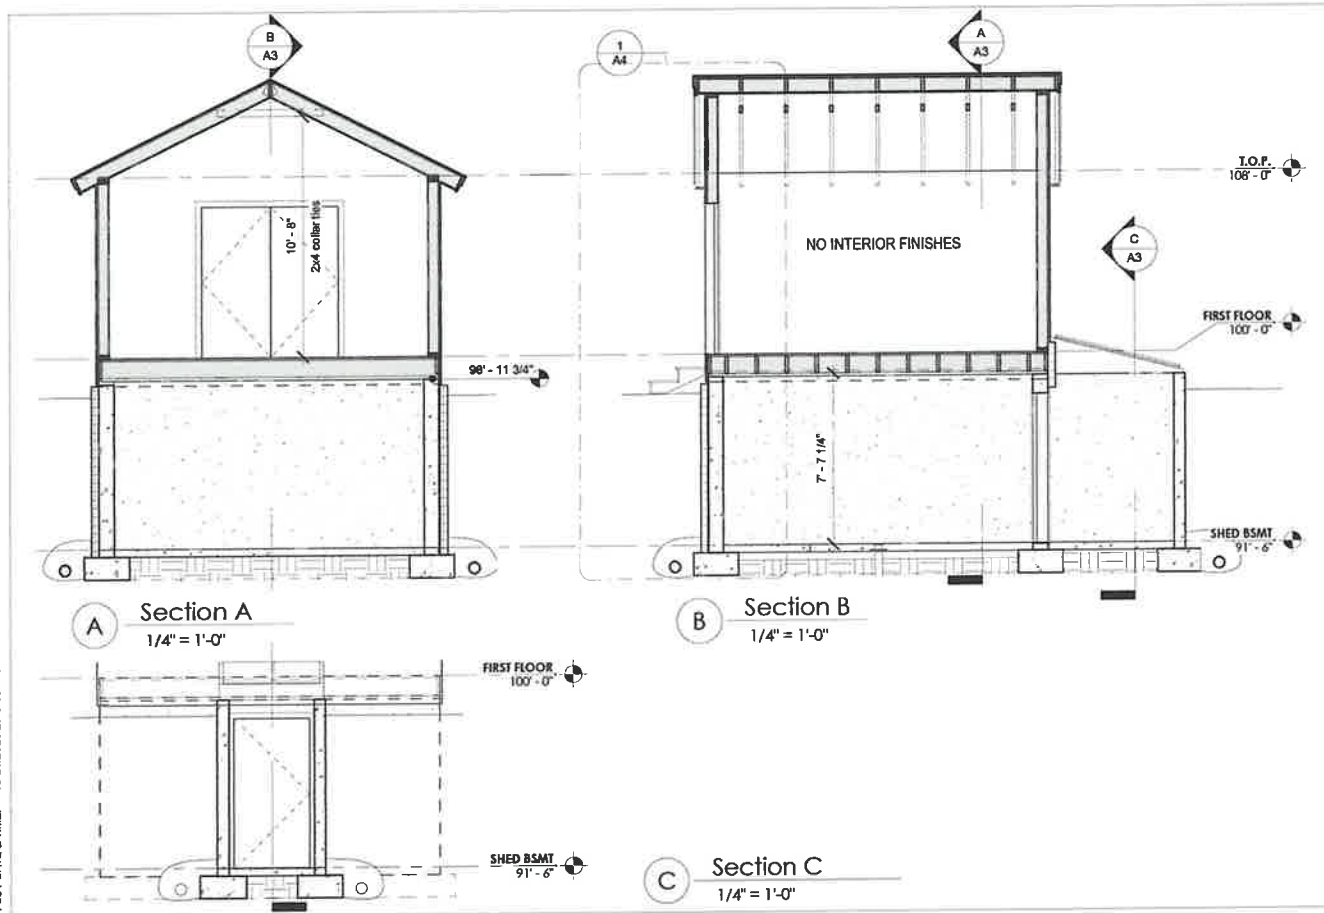 B
A3
1
A4
A
A3
T.O.P.
108' - 0"
10' - 8"
2x4 collar ties
NO INTERIOR FINISHES
C
A3
FIRST FLOOR
100' - 0"
98' - 11 3/4"
7' - 7 1/4"
SHED BSMT
91' - 6"
A
Section A
1/4" = 1'-0"
B
Section B
1/4" = 1'-0"
FIRST FLOOR
100' - 0"
SHED BSMT
91' - 6"
C
Section C
1/4" = 1'-0"